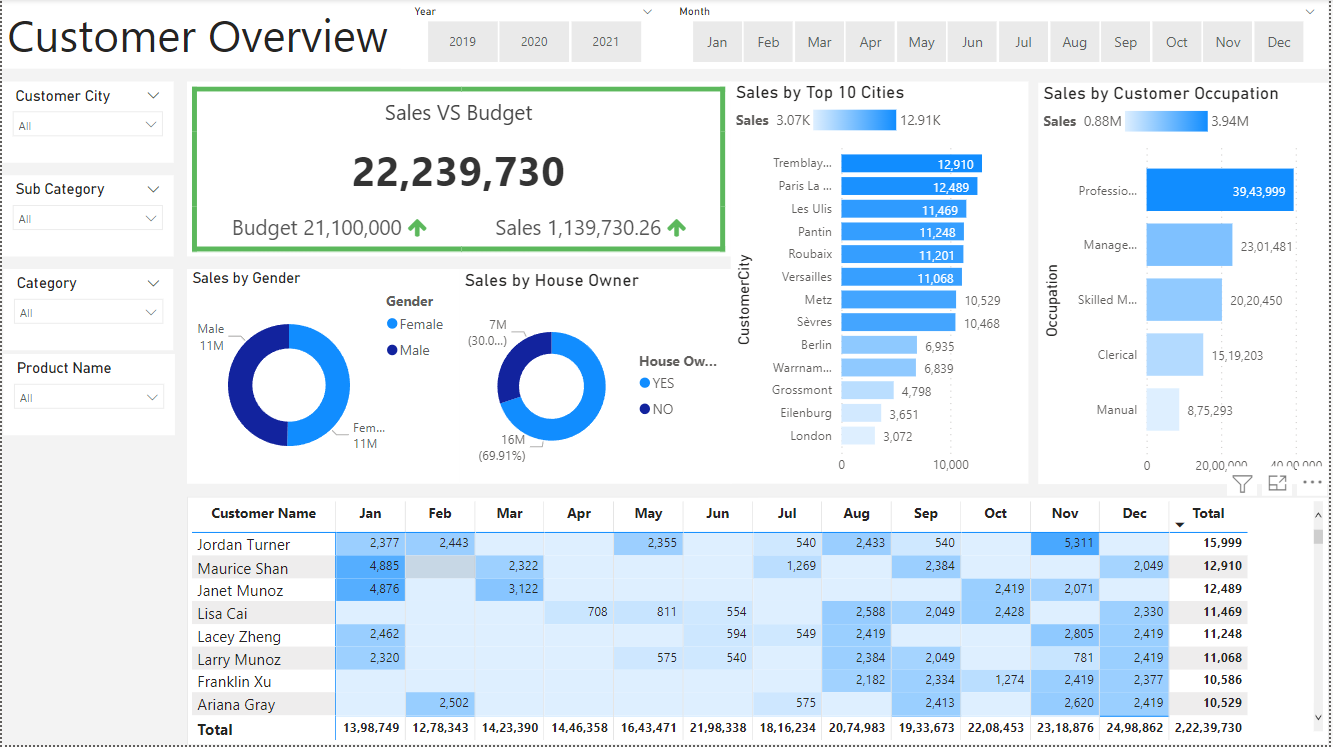 Customer Overview
Year
2019 2020 2021
Month
Jan Feb Mar Apr May Jun Jul Aug Sep Oct Nov Dec
Customer City
All
Sub Category
All
Category
All
Product Name
All
Sales VS Budget
22,239,730
Budget 21,100,000
Sales 1,139,730.26
Sales by Gender
Gender
Female
Male
Male
11M
Fem...
11M
Sales by House Owner
7M
(30.0...)
16M
(69.91%)
House Ow...
YES
NO
Sales by Top 10 Cities
Sales 3.07K 12.91K
CustomerCity
Tremblay... 12,910
Paris La ... 12,489
Les Ulis 11,469
Pantin 11,248
Roubaix 11,201
Versailles 11,068
Metz 10,529
Sèvres 10,468
Berlin 6,935
Warrnam... 6,839
Grossmont 4,798
Eilenburg 3,651
London 3,072
0 10,000
Sales by Customer Occupation
Sales 0.88M 3.94M
Occupation
Professio... 39,43,999
Manage... 23,01,481
Skilled M... 20,20,450
Clerical 15,19,203
Manual 8,75,293
0 20,00,000 40,00,000
Customer Name Jan Feb Mar Apr May Jun Jul Aug Sep Oct Nov Dec Total
Jordan Turner 2,377 2,443 2,355 540 2,433 540 5,311 15,999
Maurice Shan 4,885 2,322 1,269 2,384 2,049 12,910
Janet Munoz 4,876 3,122 2,419 2,071 12,489
Lisa Cai 708 811 554 2,588 2,049 2,428 2,330 11,469
Lacey Zheng 2,462 594 549 2,419 2,805 2,419 11,248
Larry Munoz 2,320 575 540 2,384 2,049 781 2,419 11,068
Franklin Xu 2,182 2,334 1,274 2,419 2,377 10,586
Ariana Gray 2,502 575 2,413 2,620 2,419 10,529
Total 13,98,749 12,78,343 14,23,390 14,46,358 16,43,471 21,98,338 18,16,234 20,74,983 19,33,673 22,08,453 23,18,876 24,98,862 2,22,39,730